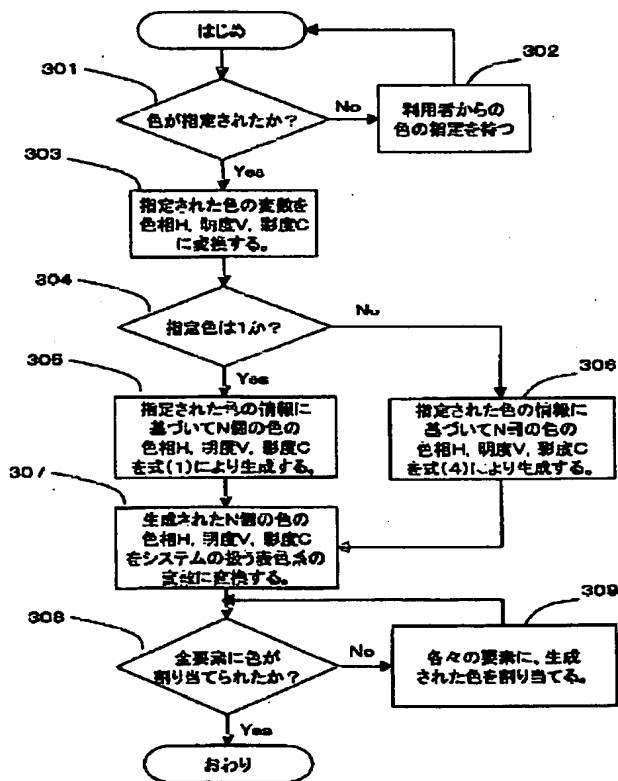 はじめ
301
302
色が指定されたか？
No
利用者からの
色の指定を待つ
Yes
303
指定された色の変数を
色相H, 明度V, 彩度C
に変換する。
304
指定色は1か？
No
305
Yes
306
指定された色の情報に
基づいてN個の色の
色相H, 明度V, 彩度C
を式(1)により生成する。
指定された色の情報に
基づいてN個の色の
色相H, 明度V, 彩度C
を式(4)により生成する。
307
生成されたN個の色の
色相H, 明度V, 彩度C
をシステムの扱う表色系の
変数に変換する。
308
309
全要素に色が
割り当てられたか？
No
各々の要素に、生成
された色を割り当てる。
Yes
おわり